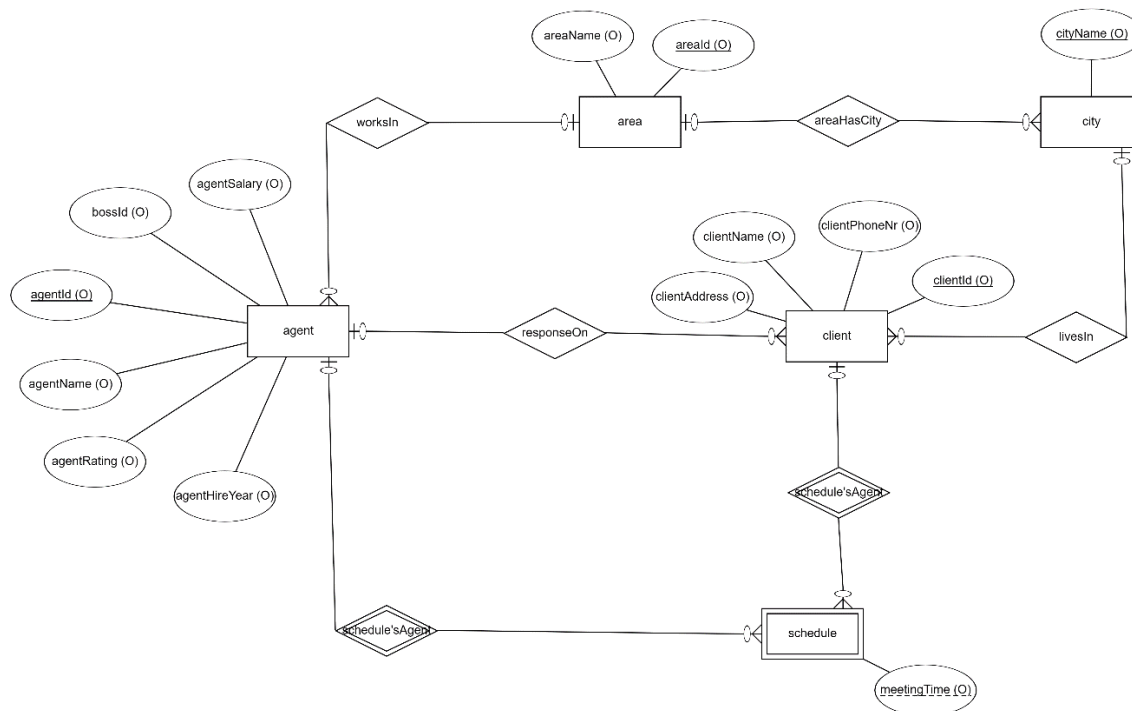 areaName (O)
areaId (O)
cityName (O)
worksIn
area
areaHasCity
city
agentSalary (O)
bossId (O)
clientName (O)
clientPhoneNr (O)
agentId (O)
clientAddress (O)
clientId (O)
agent
responseOn
client
livesIn
agentName (O)
agentRating (O)
agentHireYear (O)
schedule'sAgent
schedule'sAgent
schedule
meetingTime (O)